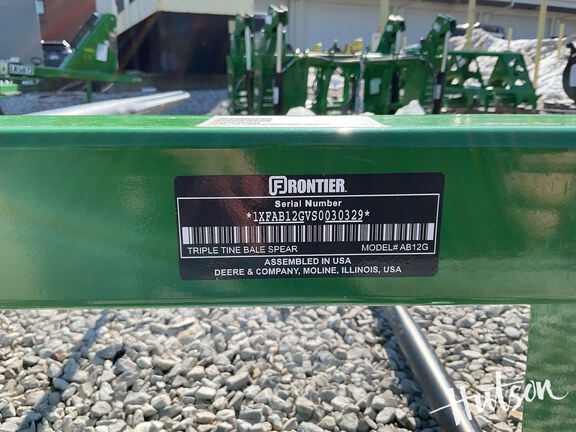 FRONTIER
Serial Number
*1XFAB12GVS0030329*
TRIPLE TINE BALE SPEAR MODEL# AB12G
ASSEMBLED IN USA
DEERE & COMPANY, MOLINE, ILLINOIS, USA
Hutson